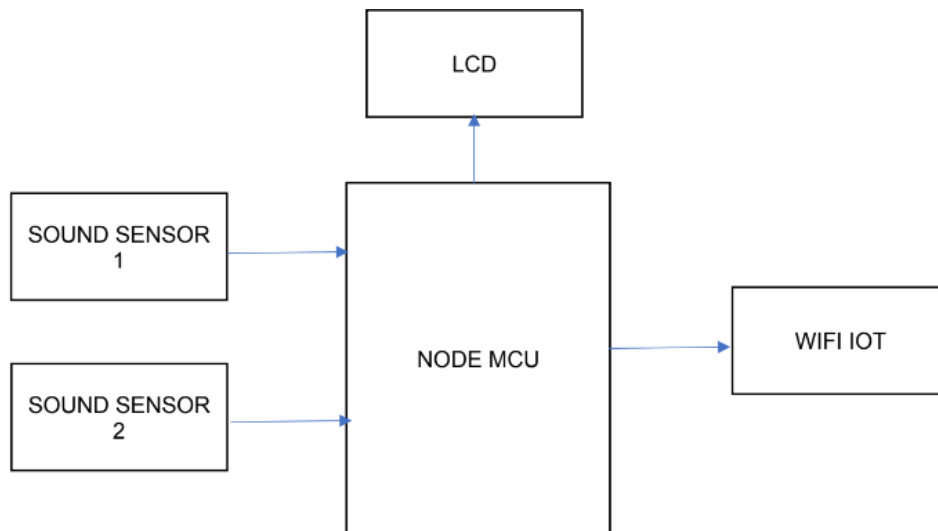 LCD
SOUND SENSOR
1
NODE MCU
WIFI IOT
SOUND SENSOR
2